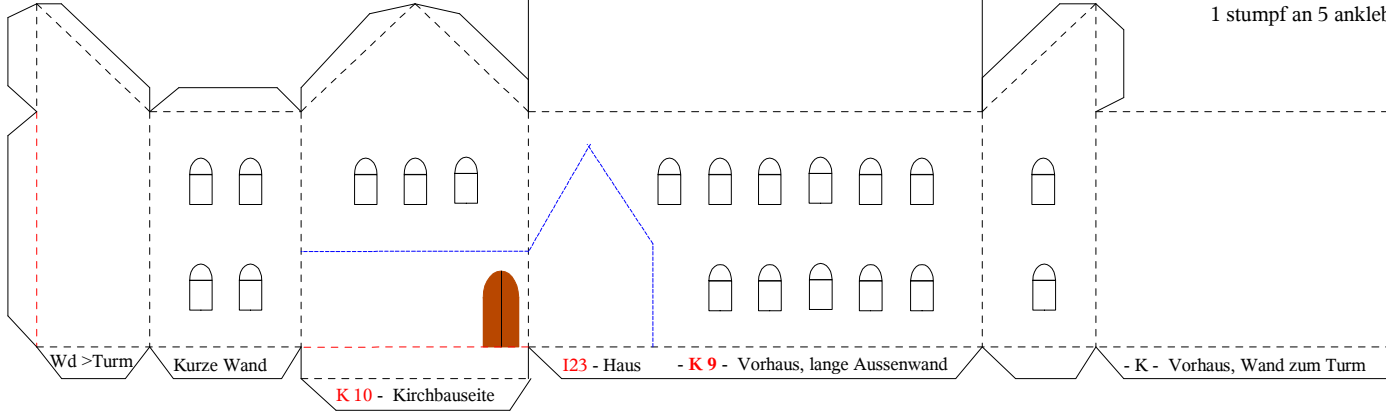 1 stumpf an 5 ankleb
Wd >Turm
Kurze Wand
I23 - Haus - K 9 - Vorhaus, lange Aussenwand
- K - Vorhaus, Wand zum Turm
K 10 - Kirchbauseite